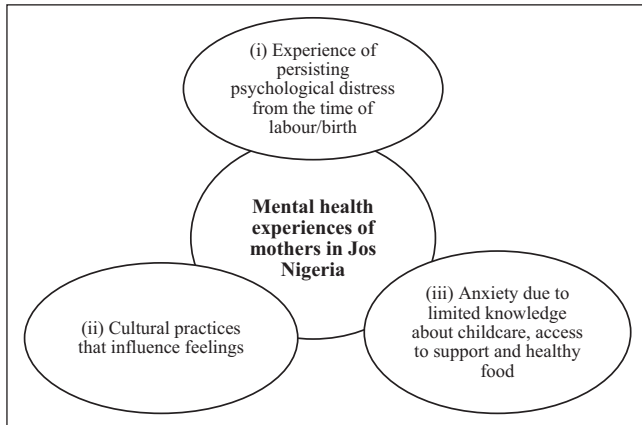 (i) Experience of
persisting
psychological distress
from the time of
labour/birth
Mental health
experiences of
mothers in Jos
Nigeria
(ii) Cultural practices
that influence feelings
(iii) Anxiety due to
limited knowledge
about childcare, access
to support and healthy
food